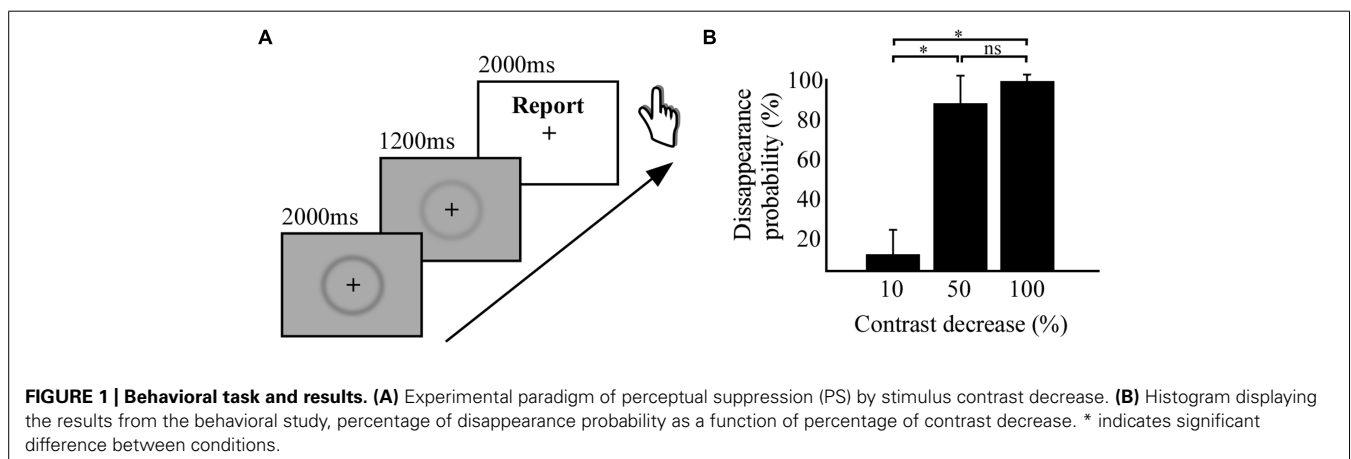 A
2000ms
1200ms
2000ms
Report
+
+
+
B
*
*
ns
Dissapearance
probability (%)
100
80
60
40
20
10 50 100
Contrast decrease (%)
FIGURE 1 | Behavioral task and results. (A) Experimental paradigm of perceptual suppression (PS) by stimulus contrast decrease. (B) Histogram displaying
the results from the behavioral study, percentage of disappearance probability as a function of percentage of contrast decrease. * indicates significant
difference between conditions.